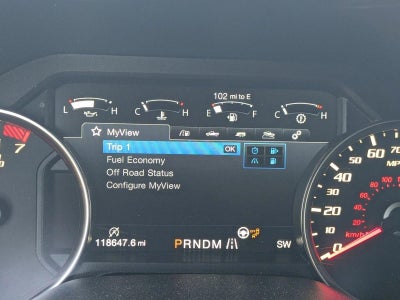 102 mi to E
L H C H E F C H
MyView
Trip 1 OK
Fuel Economy
Off Road Status
Configure MyView
118647.6 mi PRNDM SW
7
70 MP
60
50
40
30
20
10
0
100
80
60
40
20
km/h